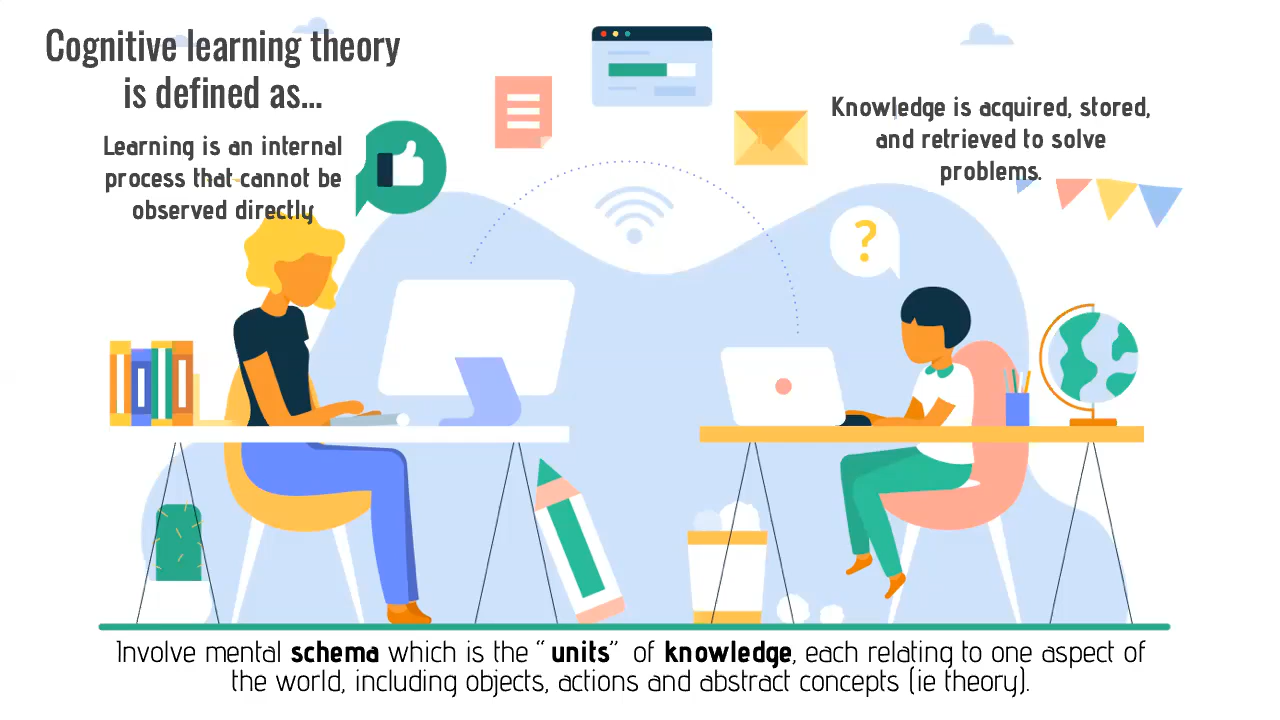 Cognitive learning theory
is defined as...
Learning is an internal
process that cannot be
observed directly
Knowledge is acquired, stored,
and retrieved to solve
problems.
?
Involve mental schema which is the “ units” of knowledge, each relating to one aspect of
the world, including objects, actions and abstract concepts (ie theory).